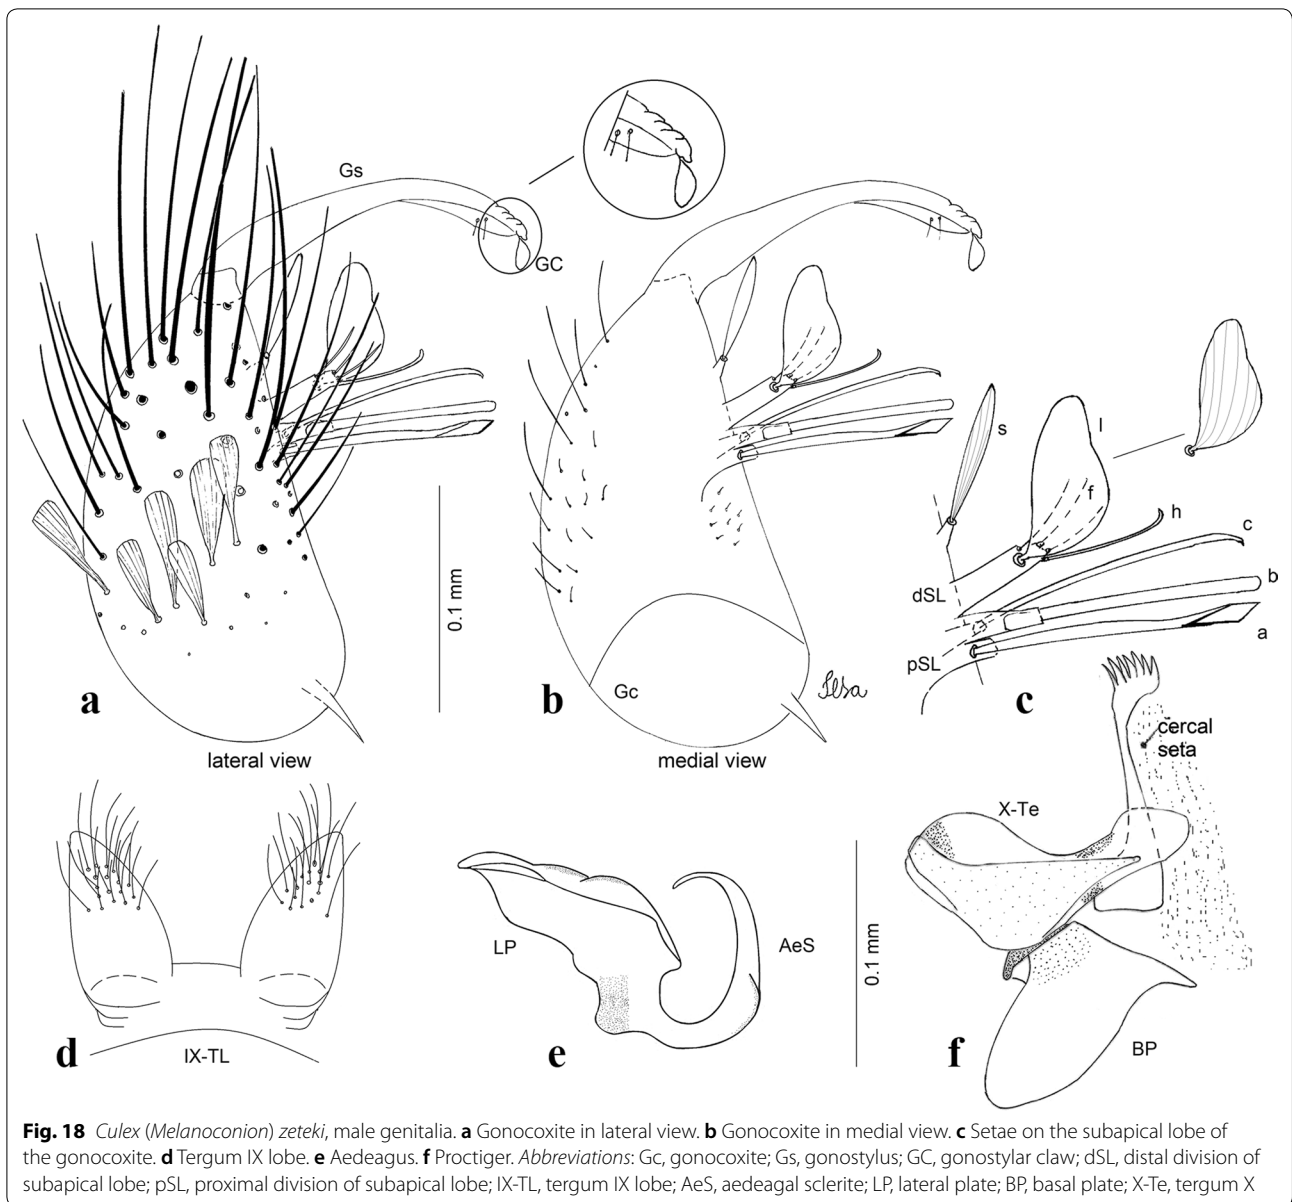 Gs
GC
s
l
f
h
c
b
a
dSL
pSL
0.1 mm
a
b
Gc
c
lateral view
medial view
cercal
seta
X-Te
LP
AeS
0.1 mm
d
IX-TL
e
f
BP
Fig. 18 Culex (Melanoconion) zeteki, male genitalia. a Gonocoxite in lateral view. b Gonocoxite in medial view. c Setae on the subapical lobe of
the gonocoxite. d Tergum IX lobe. e Aedeagus. f Proctiger. Abbreviations: Gc, gonocoxite; Gs, gonostylus; GC, gonostylar claw; dSL, distal division of
subapical lobe; pSL, proximal division of subapical lobe; IX-TL, tergum IX lobe; AeS, aedeagal sclerite; LP, lateral plate; BP, basal plate; X-Te, tergum X